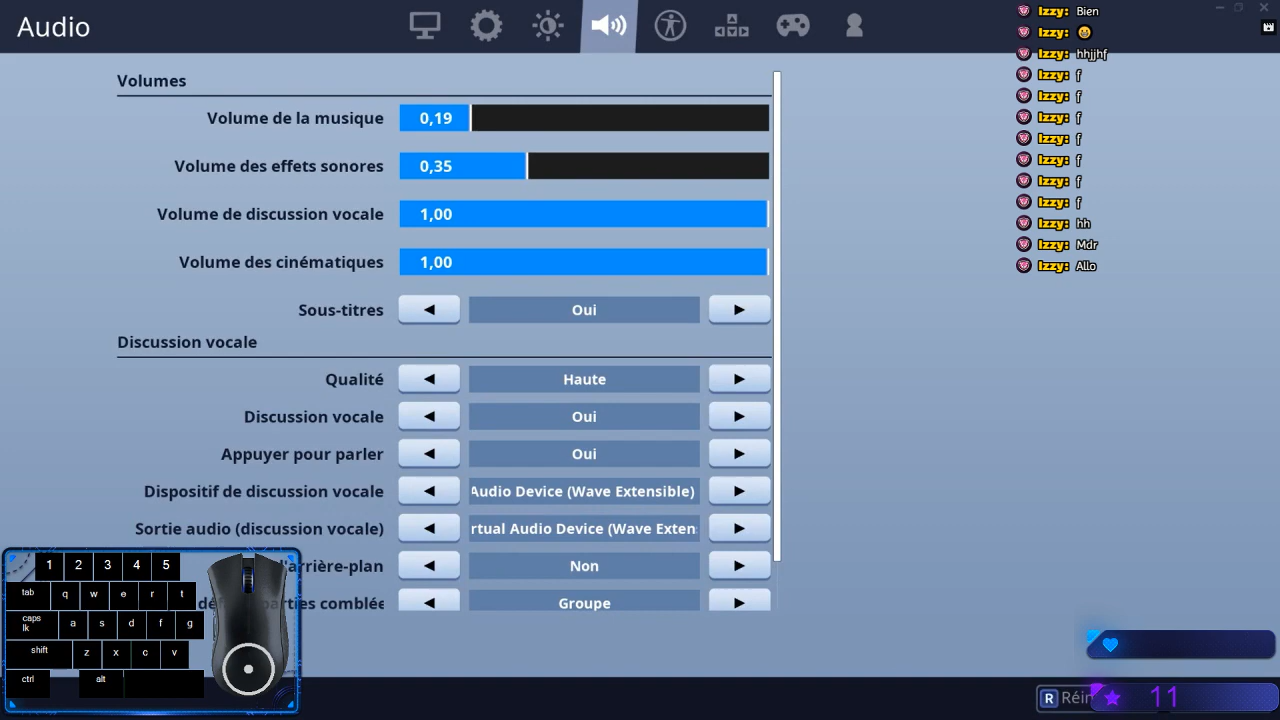 Audio
Volumes
Volume de la musique 0,19
Volume des effets sonores 0,35
Volume de discussion vocale 1,00
Volume des cinématiques 1,00
Sous-titres Oui
Discussion vocale
Qualité Haute
Discussion vocale Oui
Appuyer pour parler Oui
Dispositif de discussion vocale Audio Device (Wave Extensible)
Sortie audio (discussion vocale) rtual Audio Device (Wave Exten
l'arrière-plan Non
parties comblée Groupe
Izzy: Bien
Izzy:
Izzy: hhjjhf
Izzy: f
Izzy: f
Izzy: f
Izzy: f
Izzy: f
Izzy: f
Izzy: f
Izzy: hh
Izzy: Mdr
Izzy: Allo
1 2 3 4 5
tab q w e r t
caps lk a s d f g
shift z x c v
ctrl alt
R Réin
11